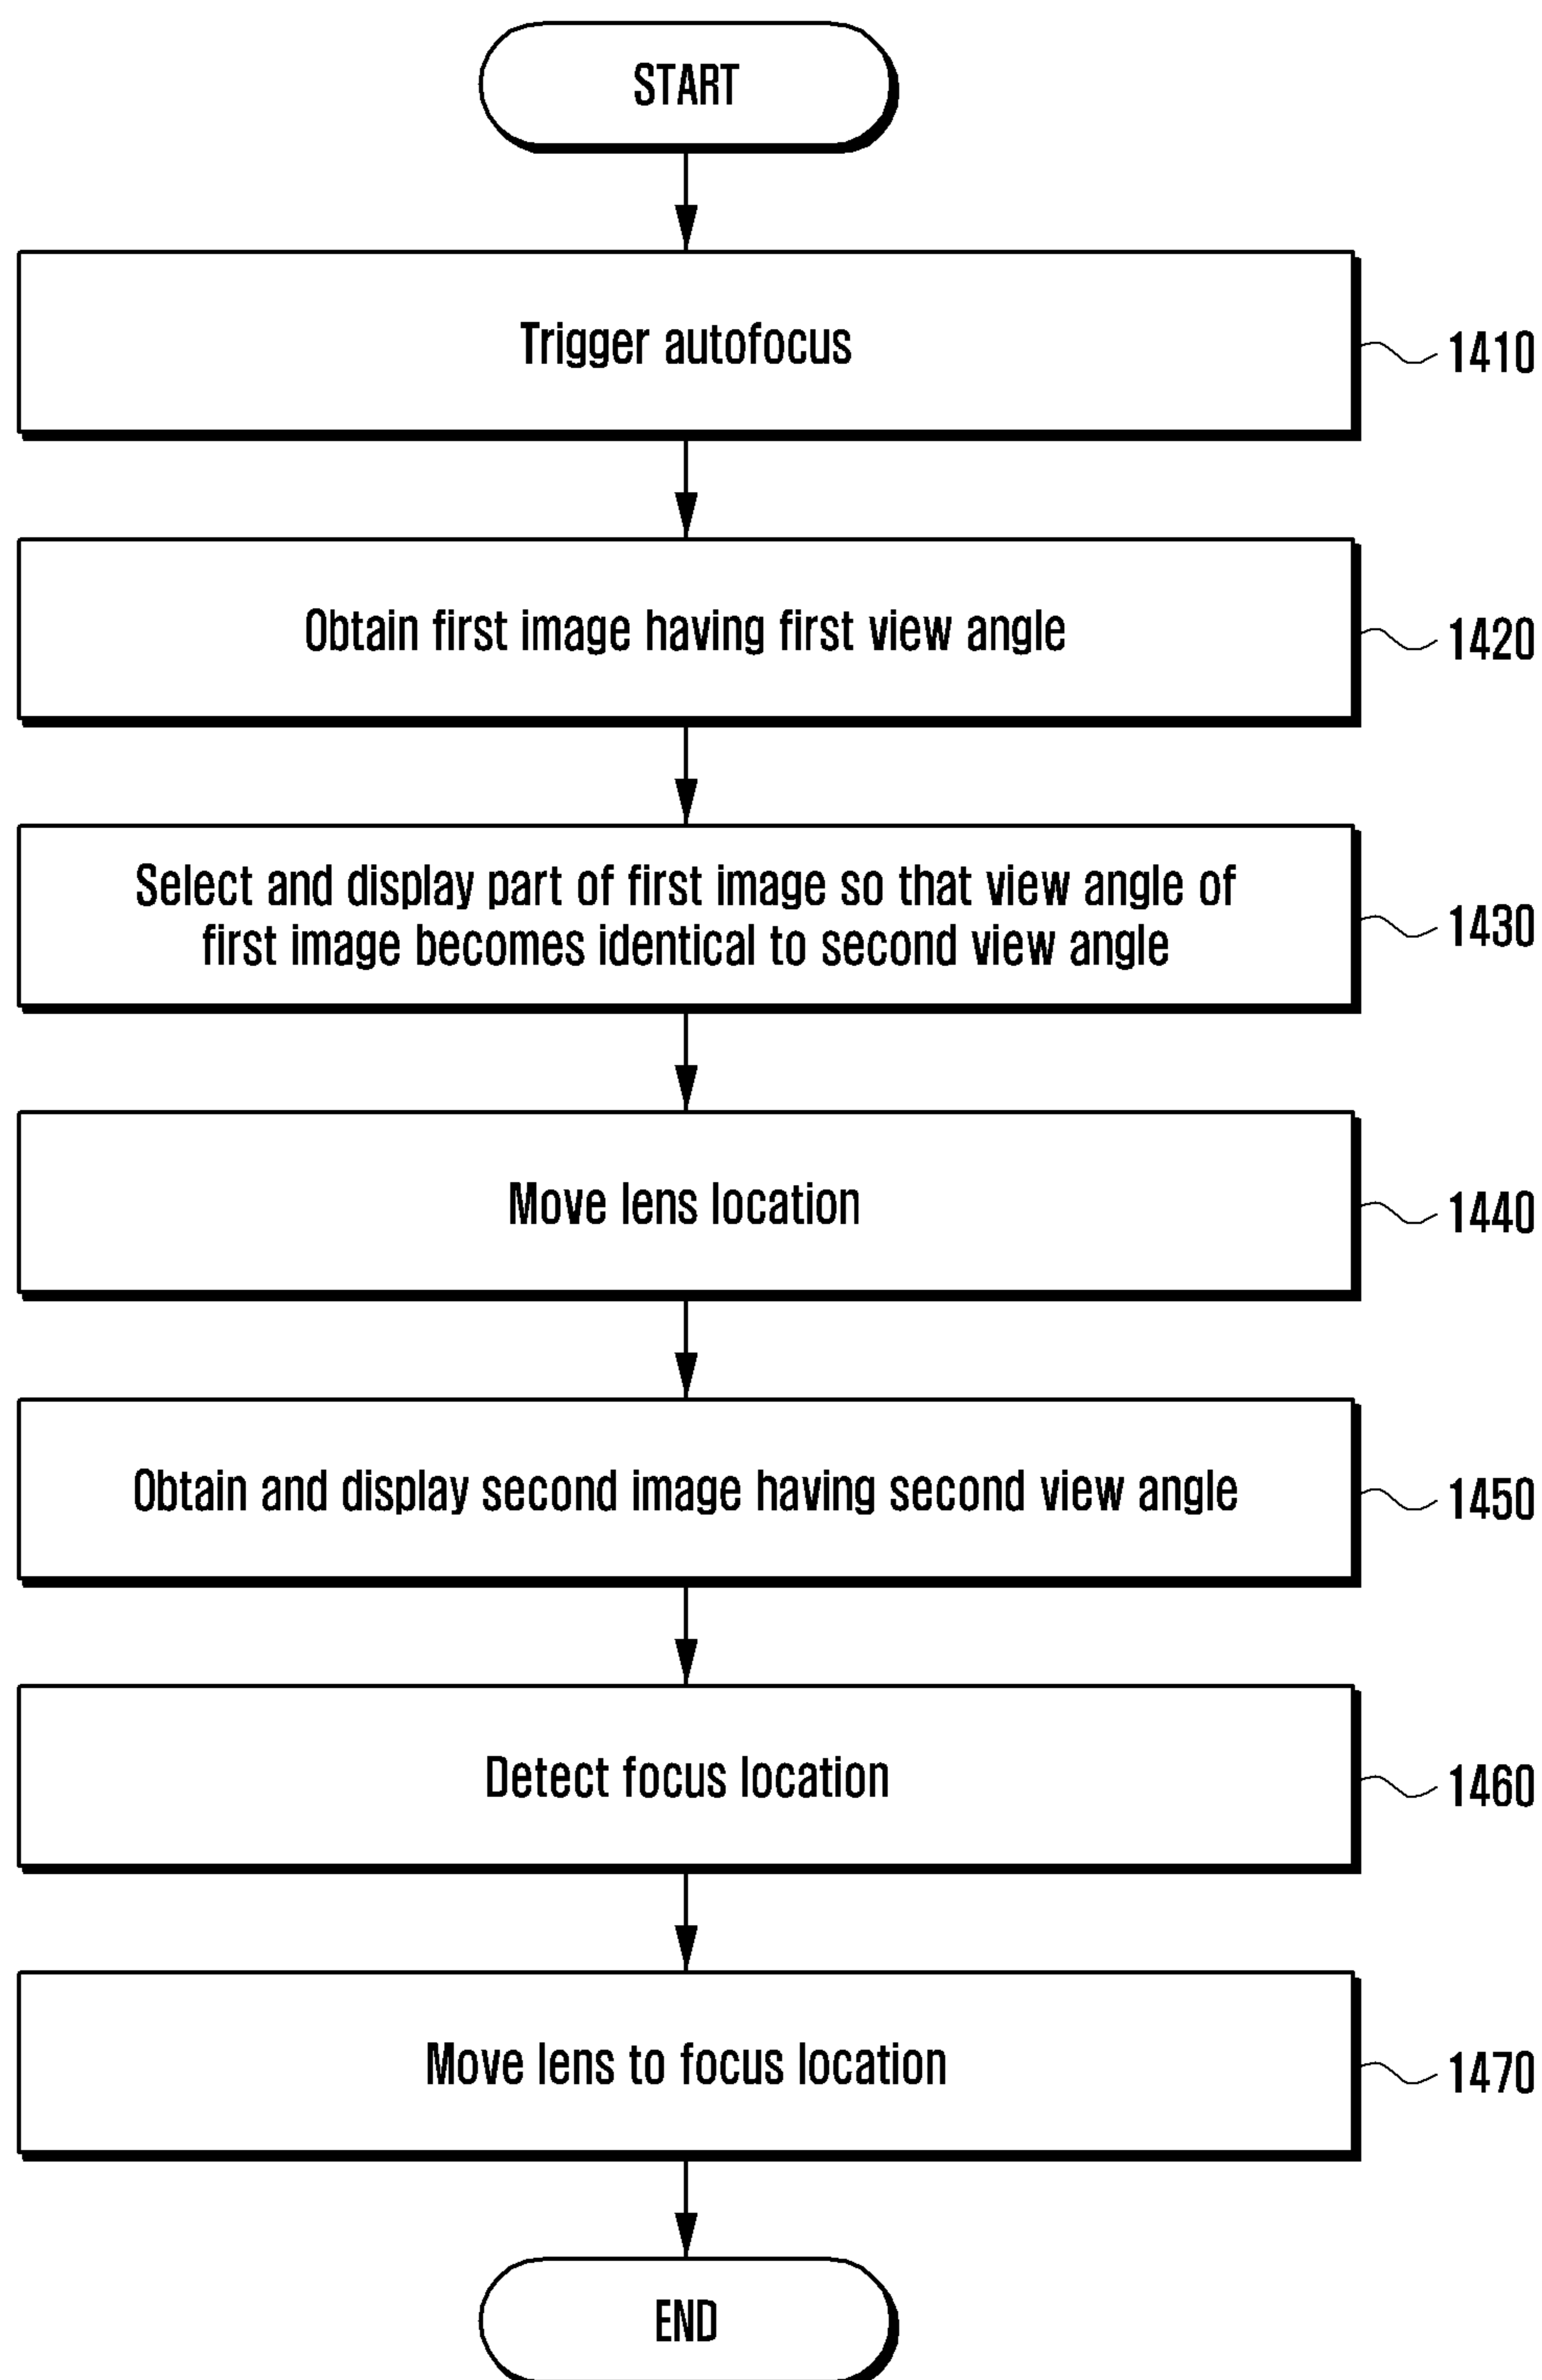 START
Trigger autofocus
1410
Obtain first image having first view angle
1420
Select and display part of first image so that view angle of
first image becomes identical to second view angle
1430
Move lens location
1440
Obtain and display second image having second view angle
1450
Detect focus location
1460
Move lens to focus location
1470
END